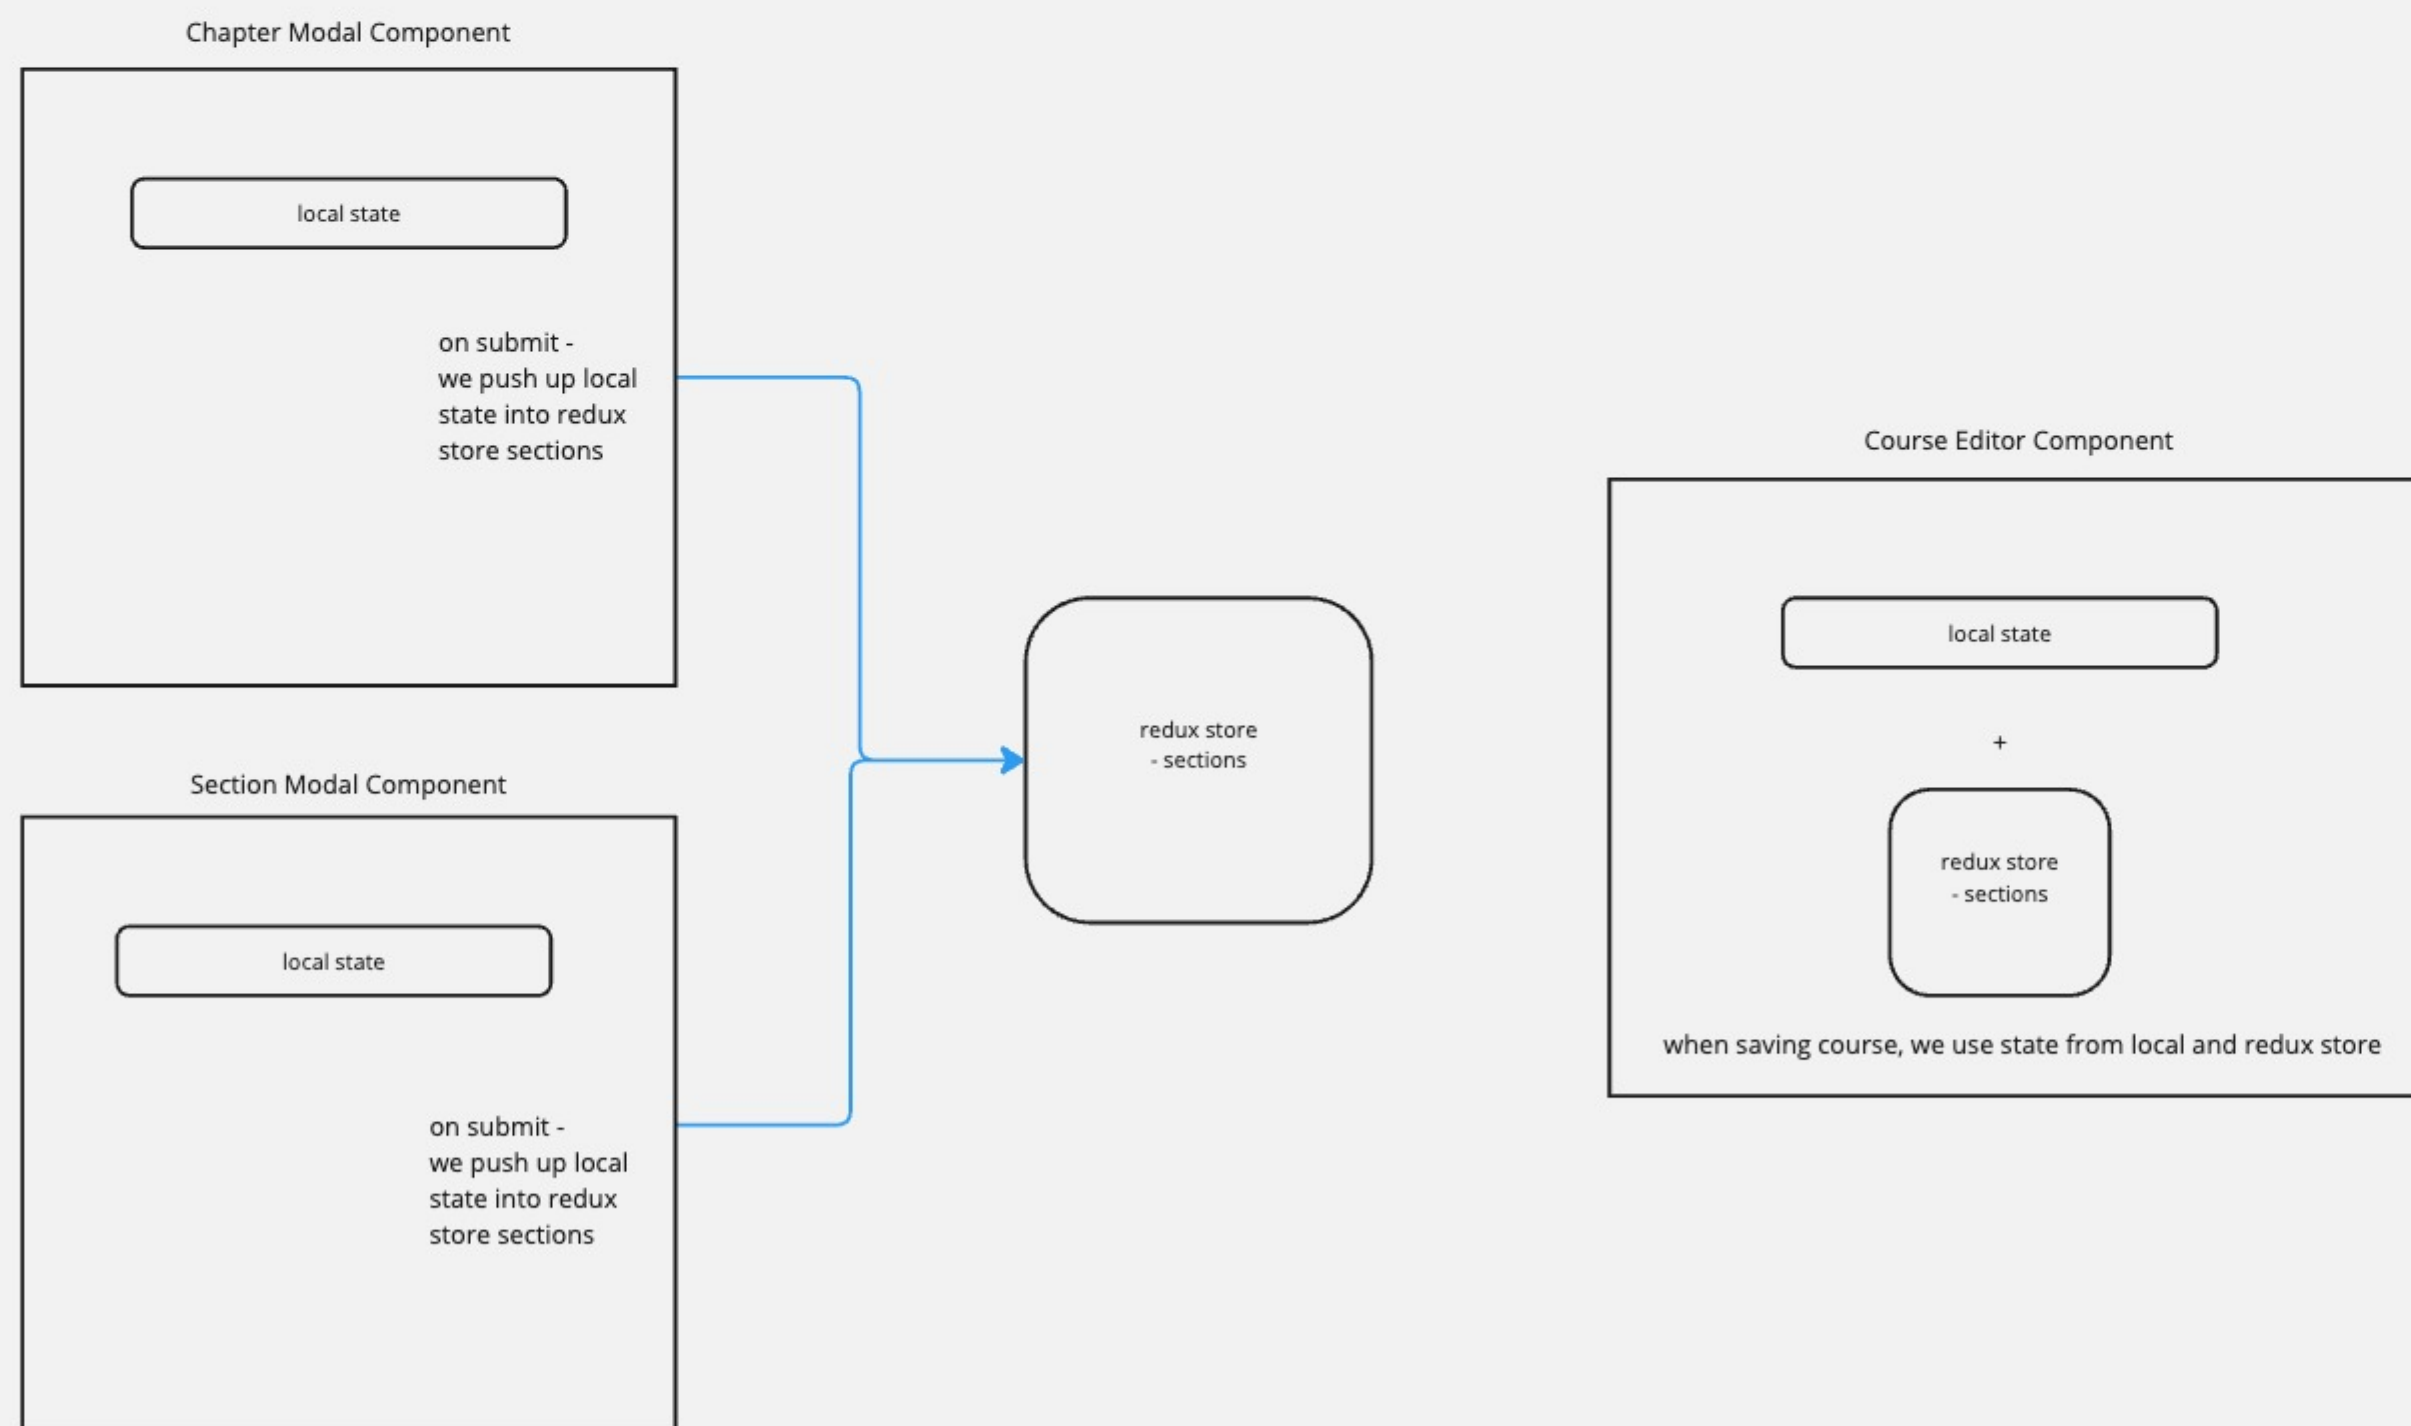 Chapter Modal Component
local state
on submit -
we push up local
state into redux
store sections
Section Modal Component
local state
on submit -
we push up local
state into redux
store sections
redux store
- sections
Course Editor Component
local state
+
redux store
- sections
when saving course, we use state from local and redux store